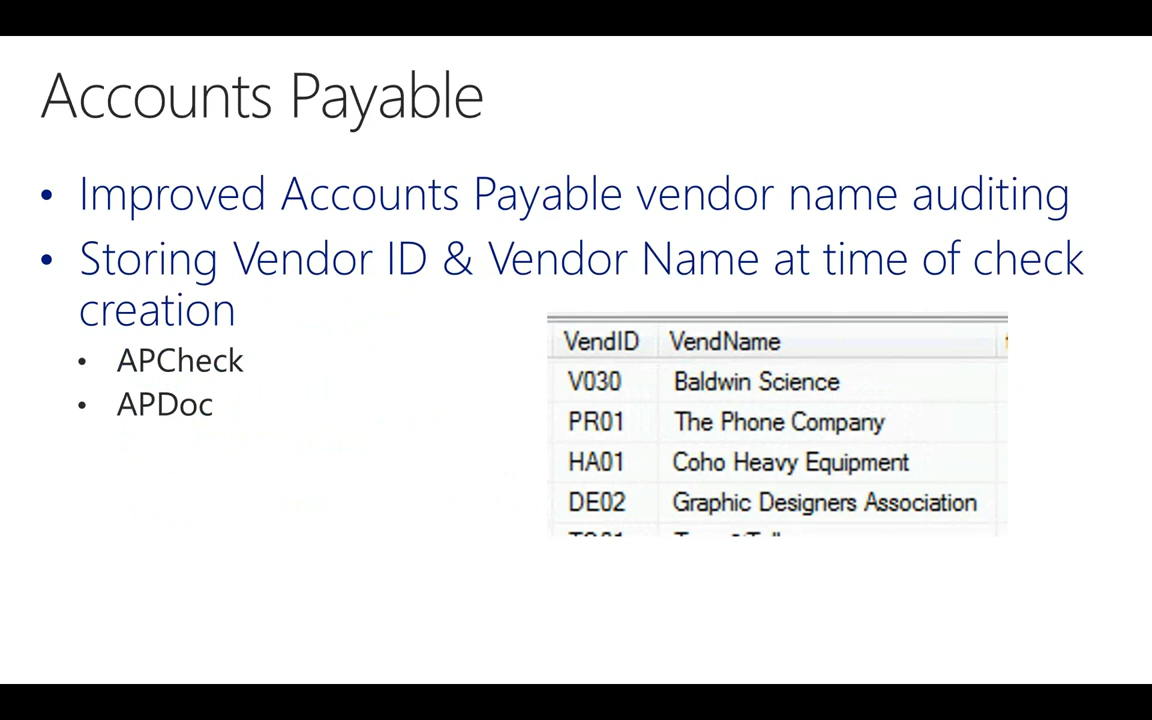 Accounts Payable
• Improved Accounts Payable vendor name auditing
• Storing Vendor ID & Vendor Name at time of check
creation
• APCheck
• APDoc
VendID VendName
V030 Baldwin Science
PR01 The Phone Company
HA01 Coho Heavy Equipment
DE02 Graphic Designers Association